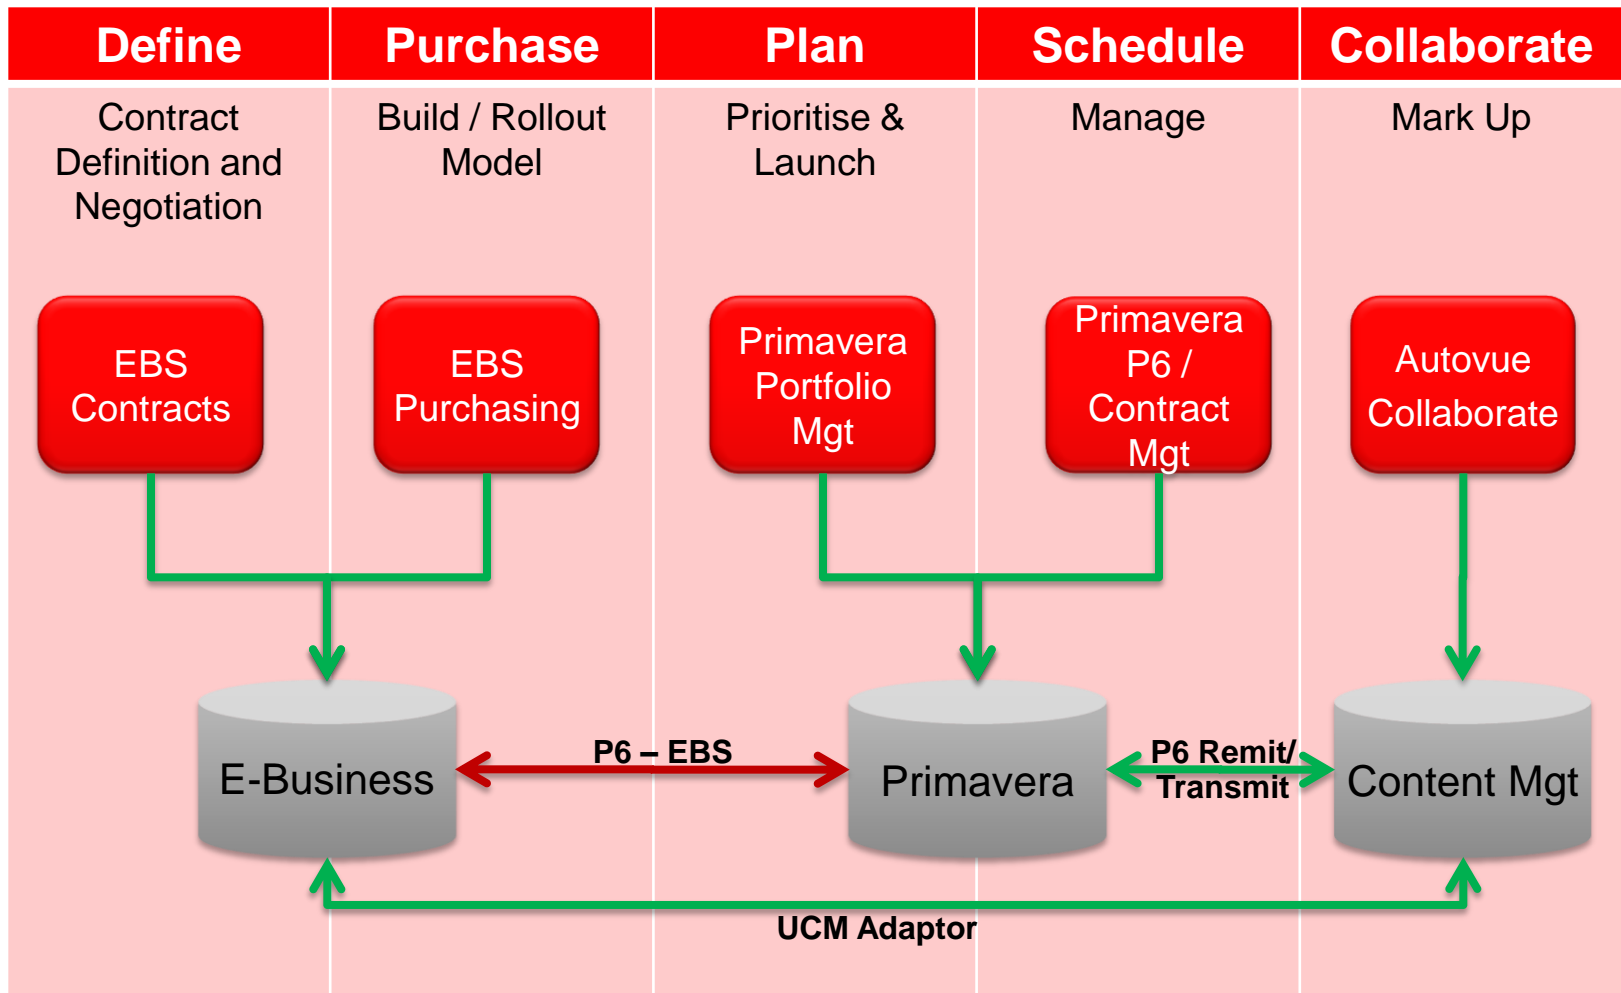 Define
Purchase
Plan
Schedule
Collaborate
Contract
Definition and
Negotiation
Build / Rollout
Model
Prioritise &
Launch
Manage
Mark Up
EBS
Contracts
EBS
Purchasing
Primavera
Portfolio
Mgt
Primavera
P6 /
Contract
Mgt
Autovue
Collaborate
E-Business
P6 – EBS
Primavera
P6 Remit/
Transmit
Content Mgt
UCM Adaptor